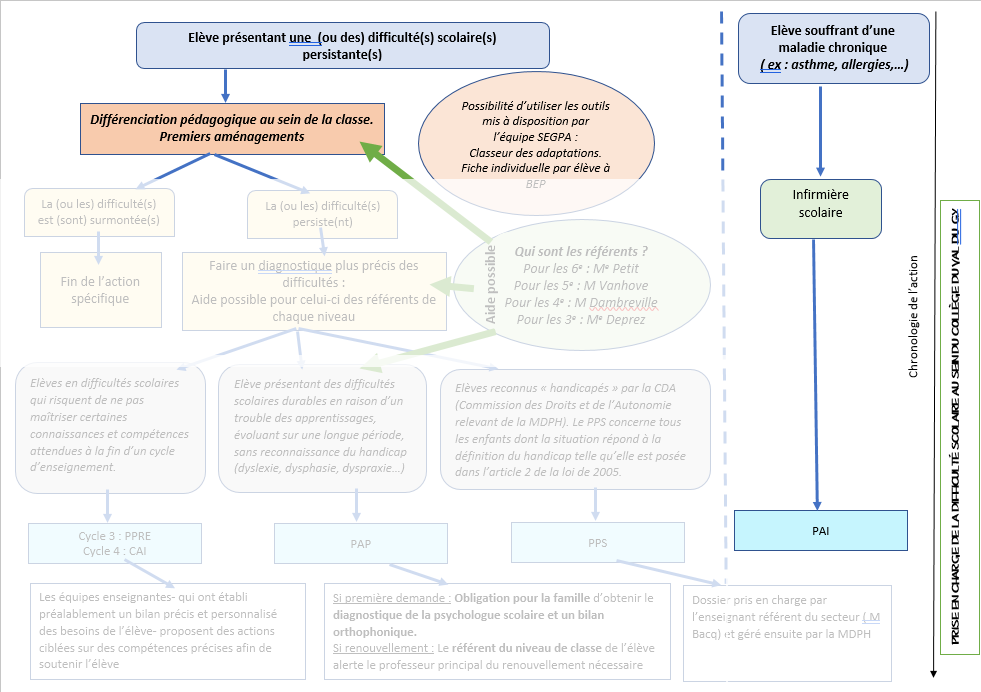 Elève présentant une (ou des) difficulté(s) scolaire(s)
persistante(s)
Elève souffrant d'une
maladie chronique
( ex : asthme, allergies,…)
Différenciation pédagogique au sein de la classe.
Premiers aménagements
Possibilité d'utiliser les outils
mis à disposition par
l'équipe SEGPA :
Classeur des adaptations.
Fiche individuelle par élève à
BEP
Infirmière
scolaire
La (ou les) difficulté(s)
est (sont) surmontée(s)
La (ou les) difficulté(s)
persiste(nt)
Fin de l'action
spécifique
Faire un diagnostique plus précis des
difficultés :
Aide possible pour celui-ci des référents de
chaque niveau
Aide possible
Qui sont les référents ?
Pour les 6e : Me Petit
Pour les 5e : M Vanhove
Pour les 4e : M Dambreville
Pour les 3e : Me Deprez
Elèves en difficultés scolaires
qui risquent de ne pas
maîtriser certaines
connaissances et compétences
attendues à la fin d'un cycle
d'enseignement.
Elève présentant des difficultés
scolaires durables en raison d'un
trouble des apprentissages,
évoluant sur une longue période,
sans reconnaissance du handicap
(dyslexie, dysphasie, dyspraxie…)
Elèves reconnus « handicapés » par la CDA
(Commission des Droits et de l'Autonomie
relevant de la MDPH). Le PPS concerne tous
les enfants dont la situation répond à la
définition du handicap telle qu'elle est posée
dans l'article 2 de la loi de 2005.
Cycle 3 : PPRE
Cycle 4 : CAI
PAP
PPS
PAI
Les équipes enseignantes- qui ont établi
préalablement un bilan précis et personnalisé
des besoins de l'élève- proposent des actions
ciblées sur des compétences précises afin de
soutenir l'élève
Si première demande : Obligation pour la famille d'obtenir le
diagnostique de la psychologue scolaire et un bilan
orthophonique.
Si renouvellement : Le référent du niveau de classe de l'élève
alerte le professeur principal du renouvellement nécessaire
Dossier pris en charge par
l'enseignant référent du secteur ( M
Bacq) et géré ensuite par la MDPH
Chronologie de l'action
PRISE EN CHARGE DE LA DIFFICULTÉ SCOLAIRE AU SEIN DU COLLÈGE DU VAL DU GY